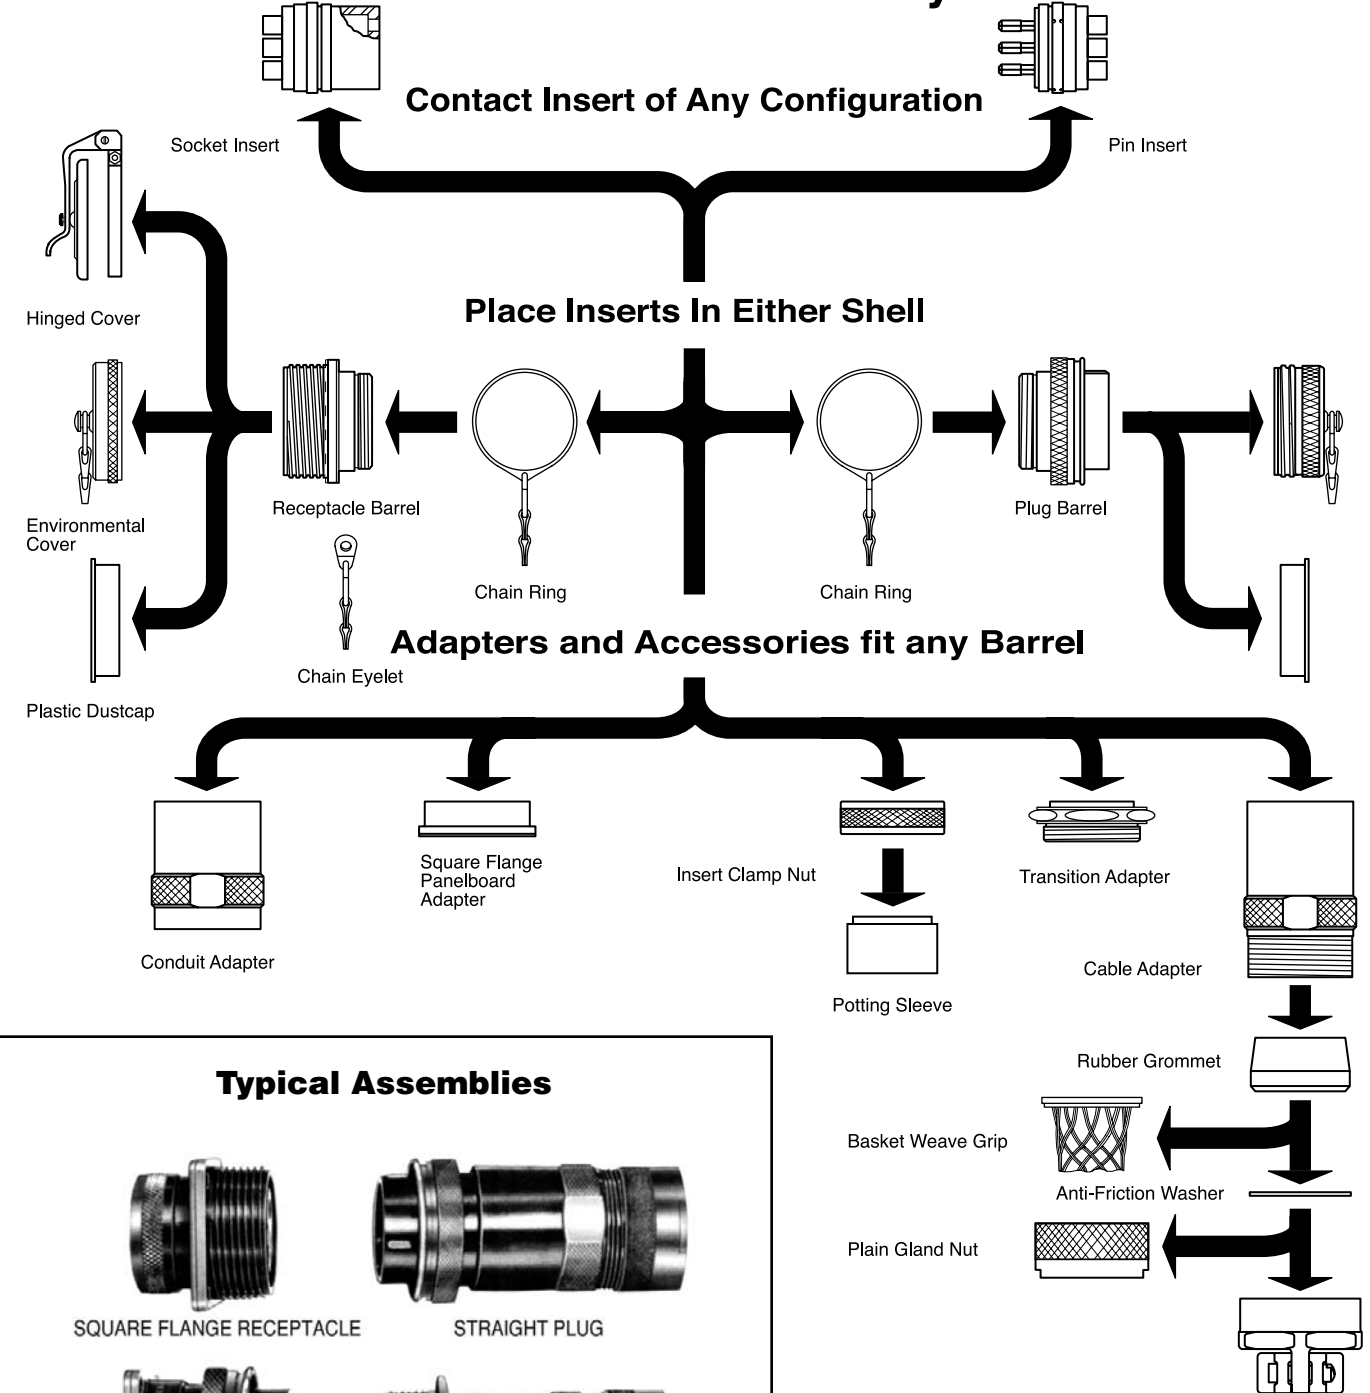 Contact Insert of Any Configuration
Socket Insert
Pin Insert
Hinged Cover
Place Inserts In Either Shell
Environmental
Cover
Receptacle Barrel
Plug Barrel
Chain Ring
Chain Ring
Adapters and Accessories fit any Barrel
Chain Eyelet
Plastic Dustcap
Square Flange
Panelboard
Adapter
Insert Clamp Nut
Transition Adapter
Conduit Adapter
Cable Adapter
Potting Sleeve
Rubber Grommet
Typical Assemblies
Basket Weave Grip
Anti-Friction Washer
Plain Gland Nut
SQUARE FLANGE RECEPTACLE
STRAIGHT PLUG